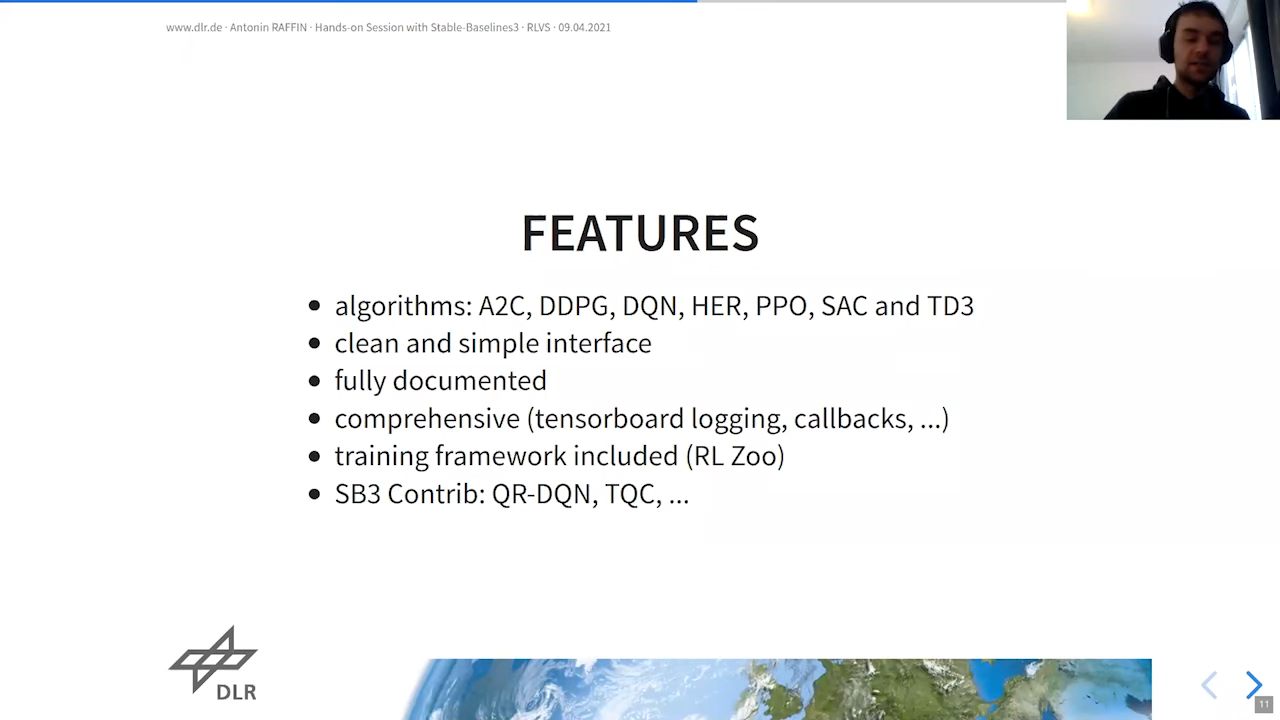 www.dlr.de · Antonin RAFFIN · Hands-on Session with Stable-Baselines3 · RLVS · 09.04.2021
FEATURES
• algorithms: A2C, DDPG, DQN, HER, PPO, SAC and TD3
• clean and simple interface
• fully documented
• comprehensive (tensorboard logging, callbacks, ...)
• training framework included (RL Zoo)
• SB3 Contrib: QR-DQN, TQC, ...
DLR
11